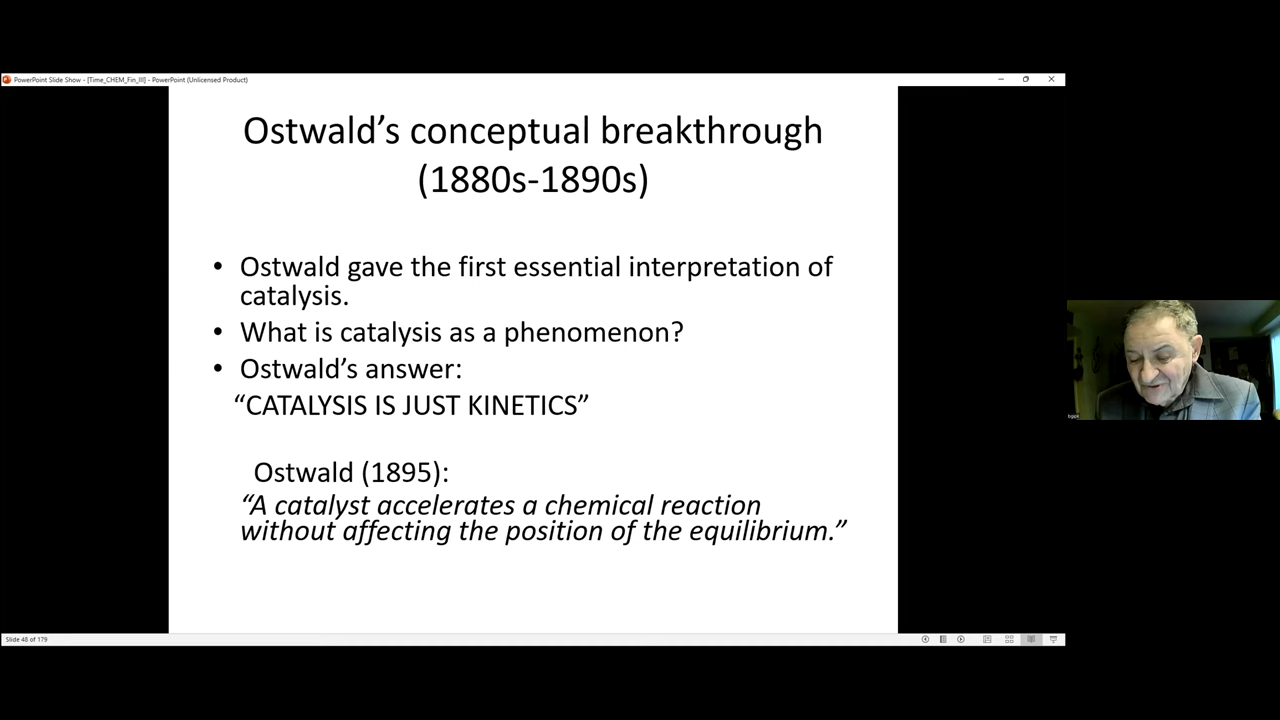 PowerPoint Slide Show - [Time_CHEM_Fin_III] - PowerPoint (Unlicensed Product)
Ostwald’s conceptual breakthrough
(1880s-1890s)
• Ostwald gave the first essential interpretation of
catalysis.
• What is catalysis as a phenomenon?
• Ostwald’s answer:
“CATALYSIS IS JUST KINETICS”
Ostwald (1895):
“A catalyst accelerates a chemical reaction
without affecting the position of the equilibrium.”
Slide 48 of 179